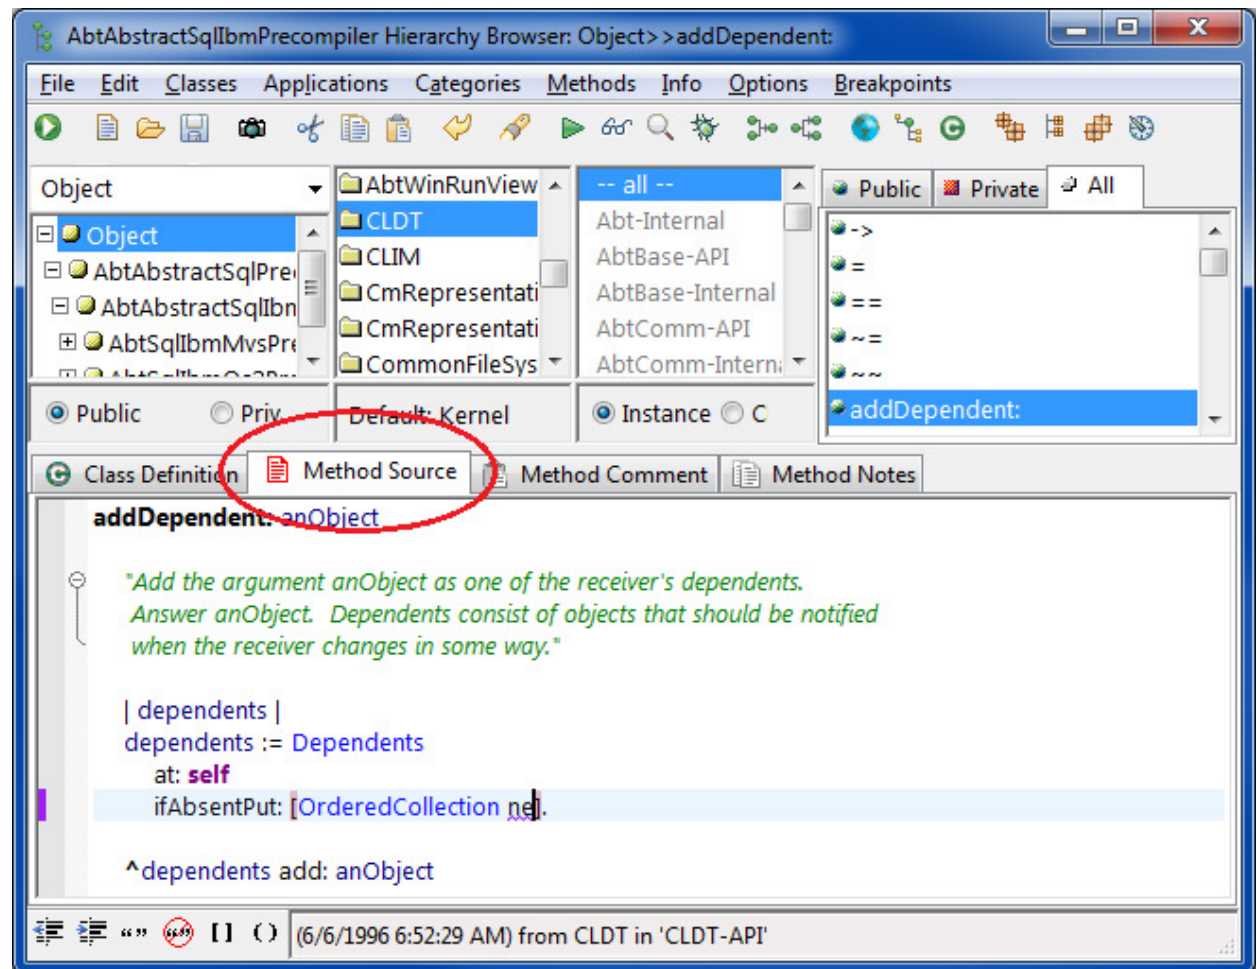 AbtAbstractSqlIbmPrecompiler Hierarchy Browser: Object>>addDependent:
File Edit Classes Applications Categories Methods Info Options Breakpoints
Object
Object
AbtAbstractSqlPre
AbtAbstractSqlIbn
AbtSqlIbmMvsPre
AbtWinRunView
CLDT
CLIM
CmRepresentati
CmRepresentati
CommonFileSys
-- all --
Abt-Internal
AbtBase-API
AbtBase-Internal
AbtComm-API
AbtComm-Intern
Public Private All
->
=
==
~=
~~
addDependent:
Public Priv
Default: Kernel
Instance C
Class Definition Method Source Method Comment Method Notes
addDependent: anObject
"Add the argument anObject as one of the receiver's dependents.
Answer anObject. Dependents consist of objects that should be notified
when the receiver changes in some way."
| dependents |
dependents := Dependents
at: self
ifAbsentPut: [OrderedCollection ne].
^dependents add: anObject
“” [] () (6/6/1996 6:52:29 AM) from CLDT in 'CLDT-API'